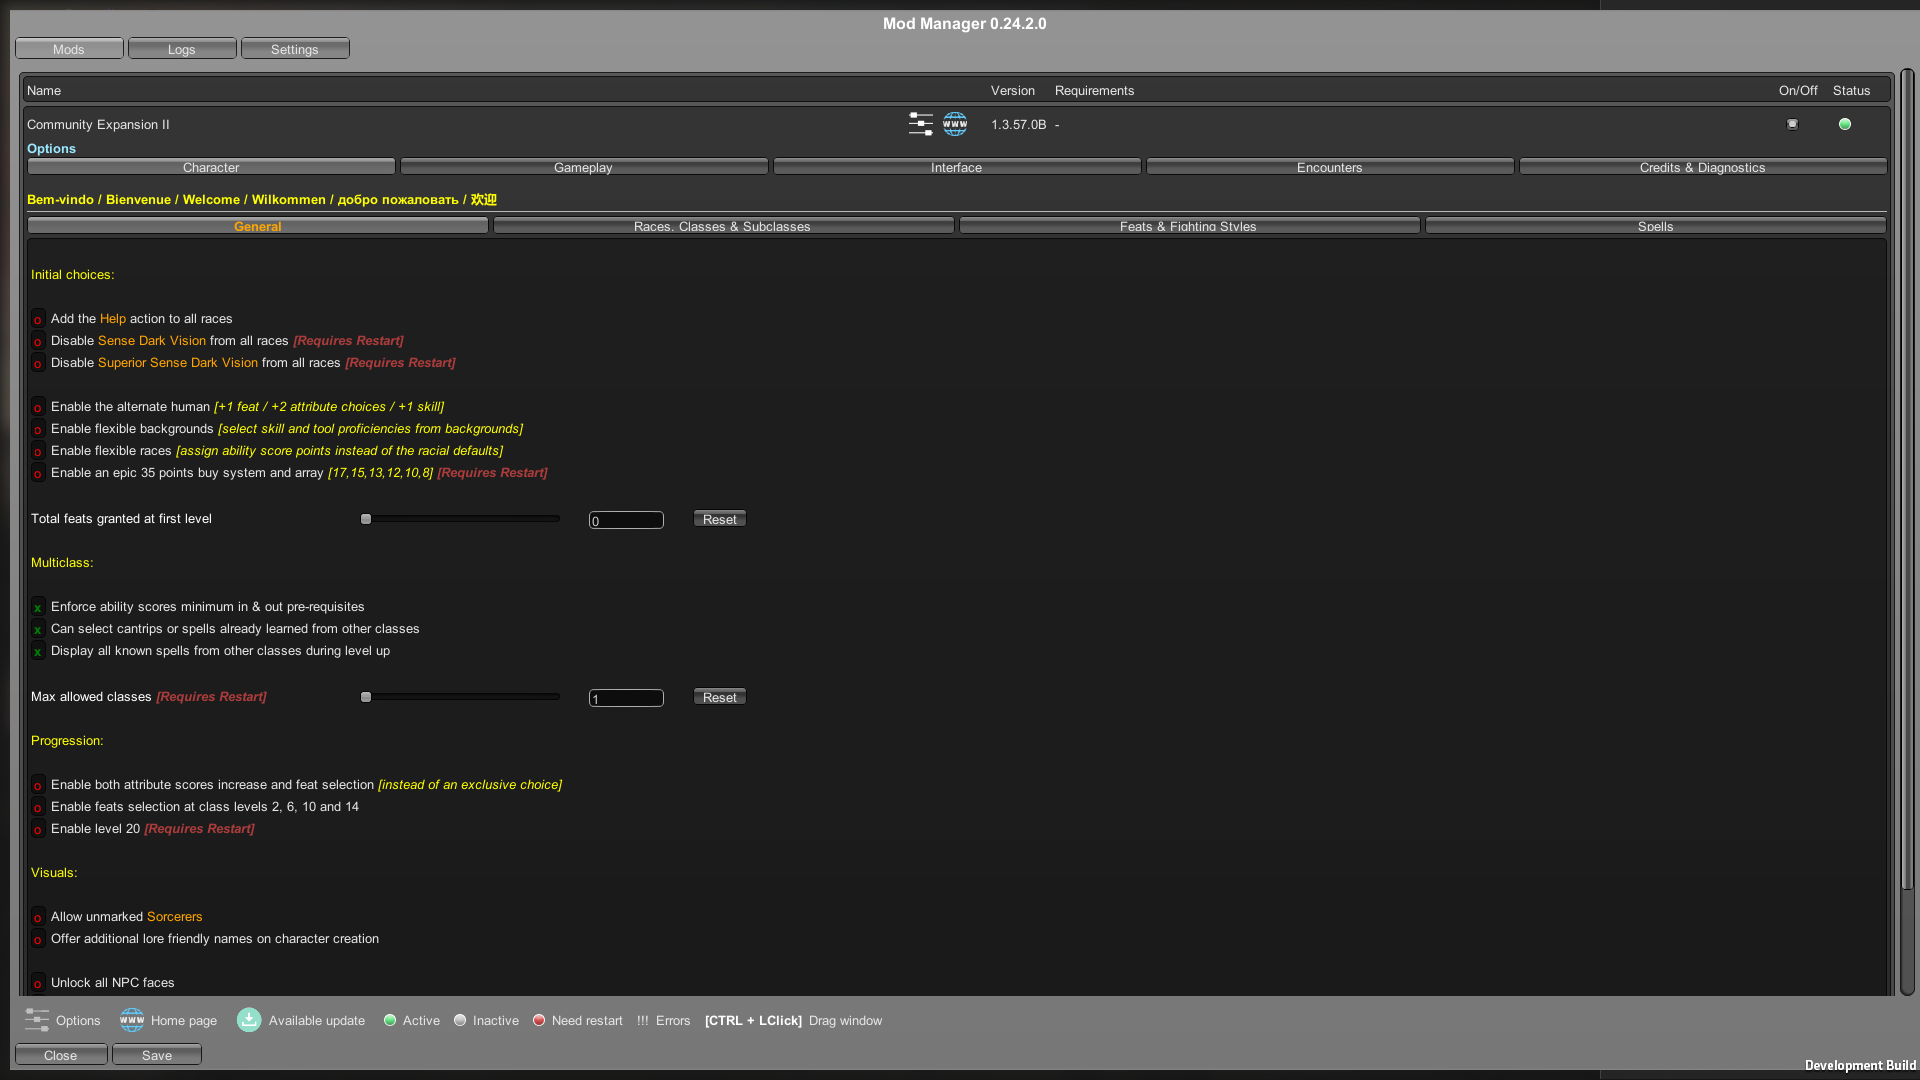 Mod Manager 0.24.2.0
Mods Logs Settings
Name Version Requirements On/Off Status
Community Expansion II www 1.3.57.0B -
Options
Character Gameplay Interface Encounters Credits & Diagnostics
Bem-vindo / Bienvenue / Welcome / Wilkommen / добро пожаловать / 欢迎
General Races, Classes & Subclasses Feats & Fighting Styles Spells
Initial choices:
o Add the Help action to all races
o Disable Sense Dark Vision from all races [Requires Restart]
o Disable Superior Sense Dark Vision from all races [Requires Restart]
o Enable the alternate human [+1 feat / +2 attribute choices / +1 skill]
o Enable flexible backgrounds [select skill and tool proficiencies from backgrounds]
o Enable flexible races [assign ability score points instead of the racial defaults]
o Enable an epic 35 points buy system and array [17,15,13,12,10,8] [Requires Restart]
Total feats granted at first level 0 Reset
Multiclass:
x Enforce ability scores minimum in & out pre-requisites
x Can select cantrips or spells already learned from other classes
x Display all known spells from other classes during level up
Max allowed classes [Requires Restart] 1 Reset
Progression:
o Enable both attribute scores increase and feat selection [instead of an exclusive choice]
o Enable feats selection at class levels 2, 6, 10 and 14
o Enable level 20 [Requires Restart]
Visuals:
o Allow unmarked Sorcerers
o Offer additional lore friendly names on character creation
o Unlock all NPC faces
Options www Home page Available update Active Inactive Need restart !!! Errors [CTRL + LClick] Drag window
Close Save
Development Build